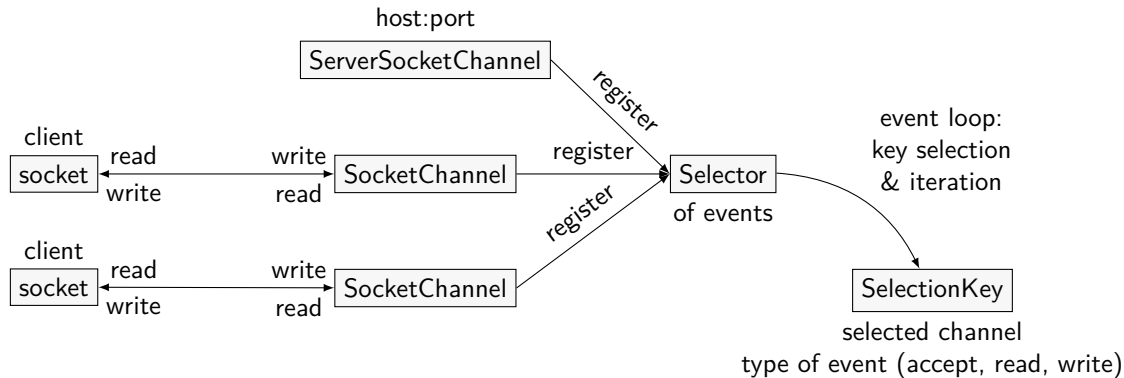 host:port
ServerSocketChannel
register
event loop:
key selection
& iteration
client
socket
read
write
write
read
SocketChannel
register
Selector
of events
client
socket
read
write
write
read
SocketChannel
register
SelectionKey
selected channel
type of event (accept, read, write)